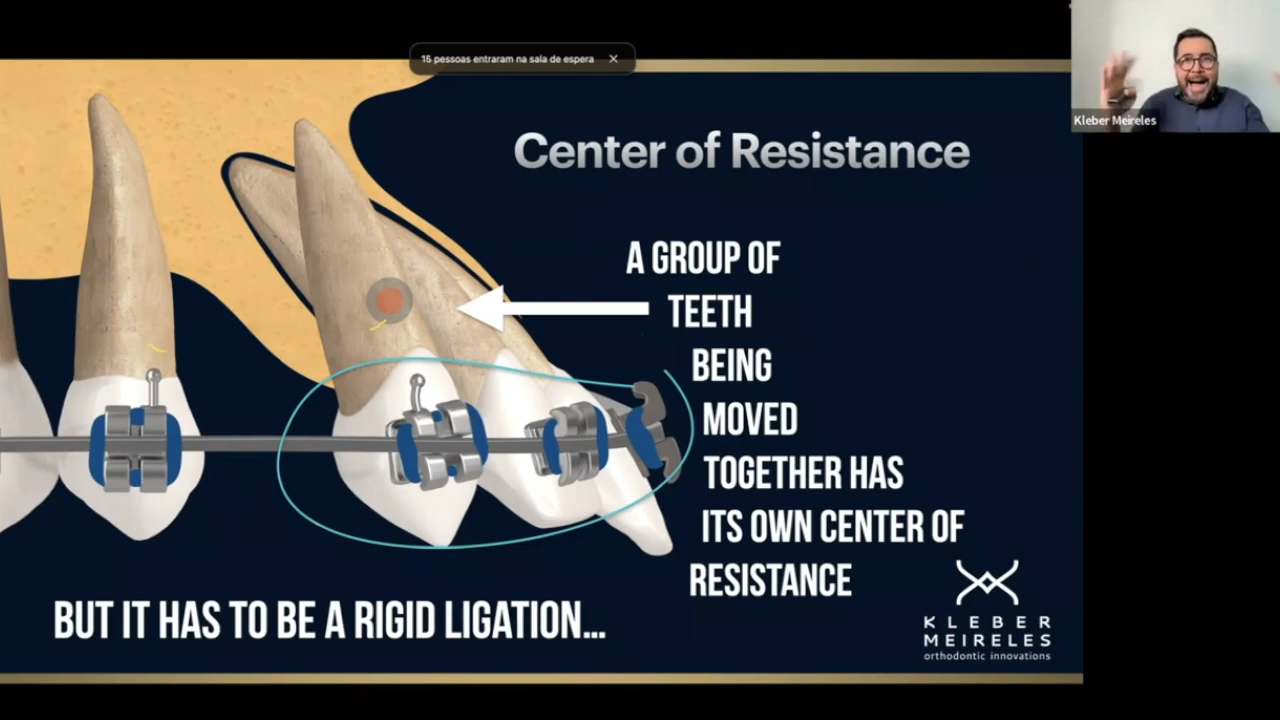 16 pessoas entraram na sala de espera
Kleber Meireles
Center of Resistance
A GROUP OF
TEETH
BEING
MOVED
TOGETHER HAS
ITS OWN CENTER OF
RESISTANCE
BUT IT HAS TO BE A RIGID LIGATION...
KLEBER
MEIRELES
orthodontic innovations